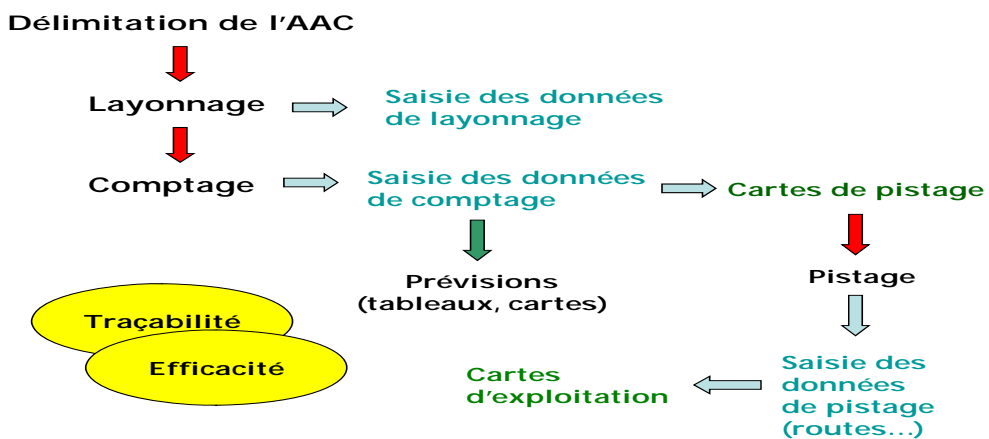 Délimitation de l'AAC
Layonnage
Saisie des données
de layonnage
Comptage
Saisie des données
de comptage
Cartes de pistage
Prévisions
(tableaux, cartes)
Pistage
Traçabilité
Efficacité
Cartes
d'exploitation
Saisie des
données
de pistage
(routes...)